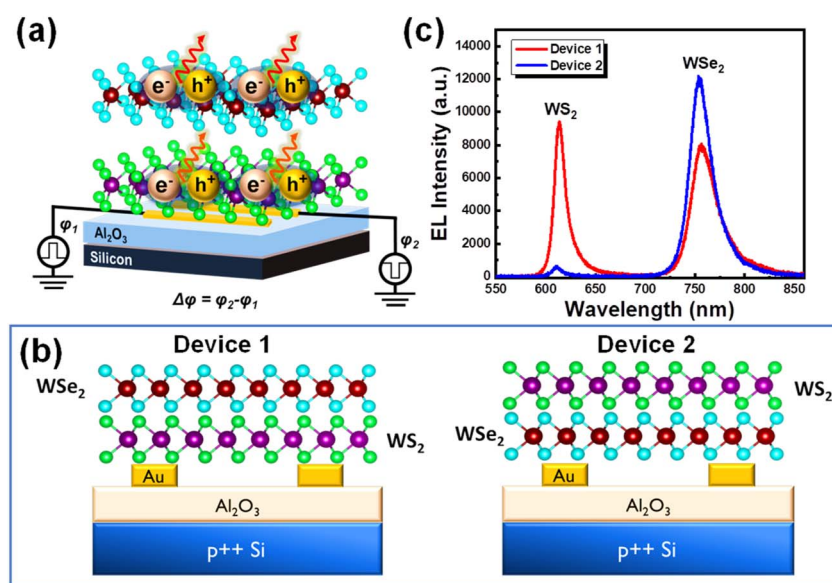 (a)
e⁻ h⁺ e⁻ h⁺
e⁻ h⁺ e⁻ h⁺
φ₁
φ₂
Al₂O₃
Silicon
Δφ = φ₂-φ₁
(c)
Device 1
Device 2
WS₂
WSe₂
EL Intensity (a.u.)
14000
12000
10000
8000
6000
4000
2000
0
550 600 650 700 750 800 850
Wavelength (nm)
(b)
Device 1
WSe₂
WS₂
Au
Al₂O₃
p++ Si
Device 2
WS₂
WSe₂
Au
Al₂O₃
p++ Si